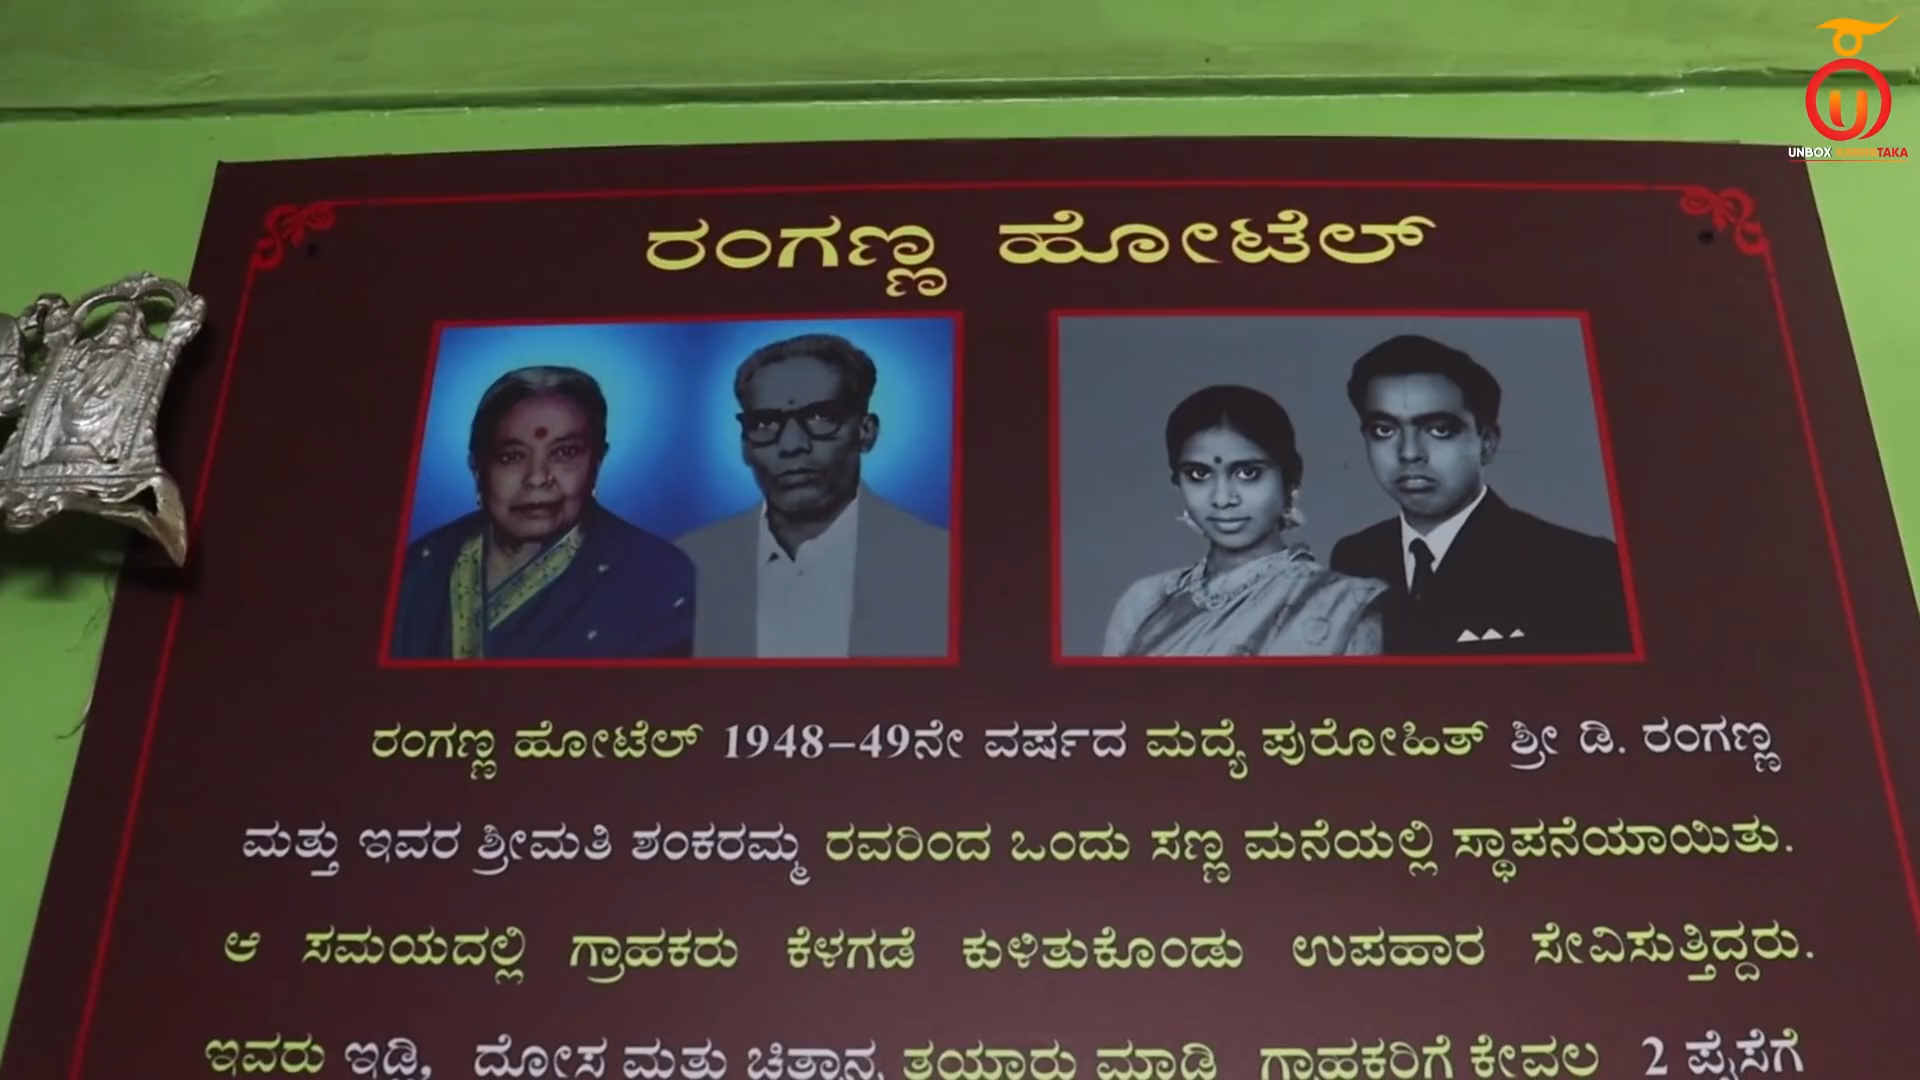 UNBOX KARNATAKA
ರಂಗಣ್ಣ ಹೋಟೆಲ್
ರಂಗಣ್ಣ ಹೋಟೆಲ್ 1948-49ನೇ ವರ್ಷದ ಮದ್ಯೆ ಪುರೋಹಿತ್ ಶ್ರೀ ಡಿ. ರಂಗಣ್ಣ
ಮತ್ತು ಇವರ ಶ್ರೀಮತಿ ಶಂಕರಮ್ಮ ರವರಿಂದ ಒಂದು ಸಣ್ಣ ಮನೆಯಲ್ಲಿ ಸ್ಥಾಪನೆಯಾಯಿತು.
ಆ ಸಮಯದಲ್ಲಿ ಗ್ರಾಹಕರು ಕೆಳಗಡೆ ಕುಳಿತುಕೊಂಡು ಉಪಹಾರ ಸೇವಿಸುತ್ತಿದ್ದರು.
ಇವರು ಇಡ್ಲಿ, ದೋಸೆ ಮತ್ತು ಚಿತ್ರಾನ್ನ ತಯಾರು ಮಾಡಿ ಗ್ರಾಹಕರಿಗೆ ಕೇವಲ 2 ಪೈಸೆಗೆ